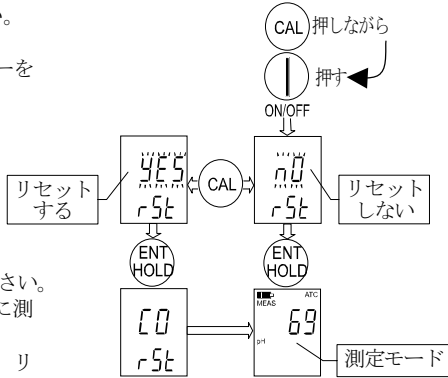 い。
ーを
CAL 押しながら
押す
ON/OFF
YES
rSt
CAL
nO
rSt
リセット
する
リセット
しない
ENT
HOLD
ENT
HOLD
さい。
に測
リ
CO
rSt
MEAS
ATC
pH
69
測定モード